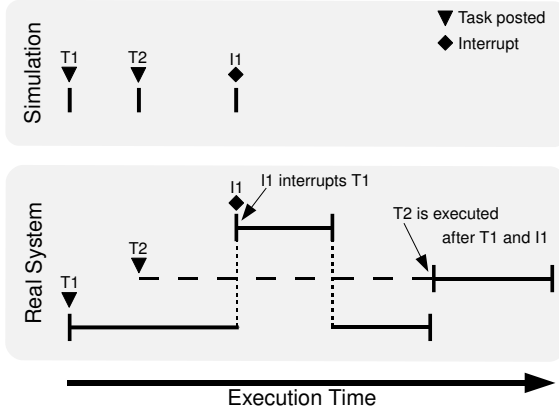 Simulation
Task posted
Interrupt
T1
T2
I1
Real System
I1
I1 interrupts T1
T2 is executed
after T1 and I1
T2
T1
Execution Time